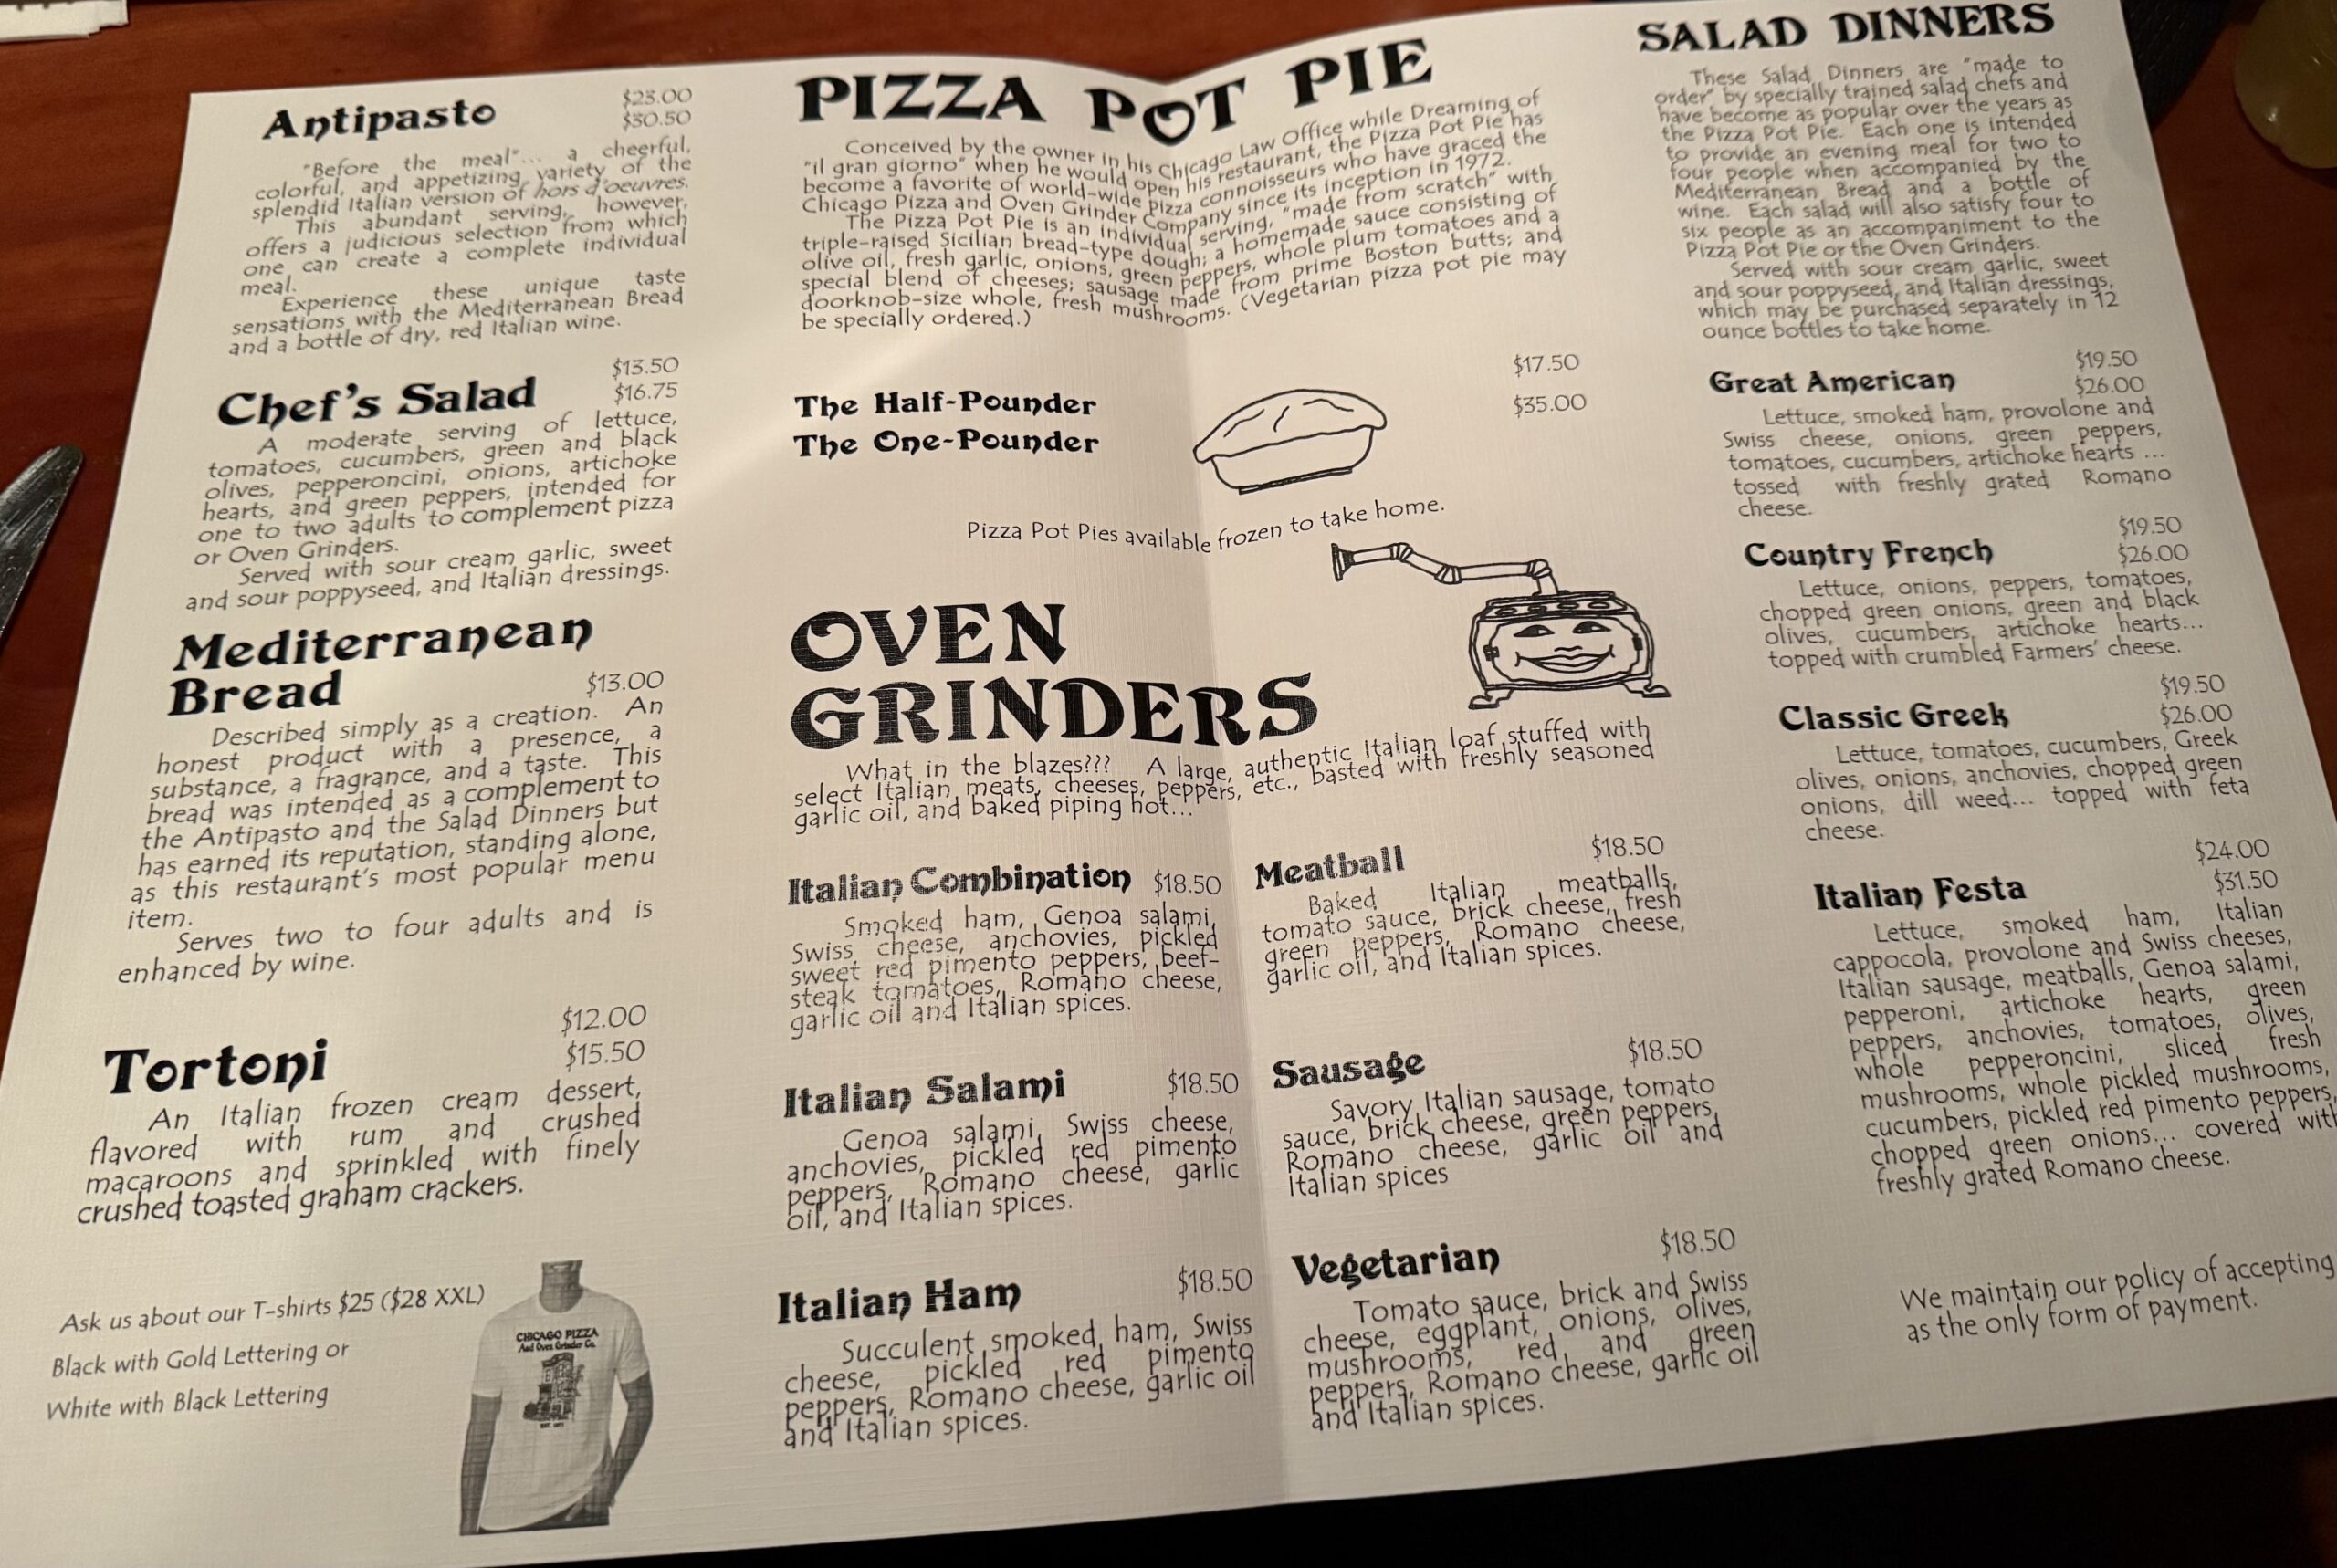 Antipasto
$23.00
$30.50
"Before the meal"... a cheerful,
colorful, and appetizing variety of the
splendid Italian version of hors d'oeuvres.
This abundant serving, however,
offers a judicious selection from which
one can create a complete individual
meal.
Experience these unique taste
sensations with the Mediterranean Bread
and a bottle of dry, red Italian wine.
Chef's Salad
$13.50
$16.75
A moderate serving of lettuce,
tomatoes, cucumbers, green and black
olives, pepperoncini, onions, artichoke
hearts, and green peppers, intended for
one to two adults to complement pizza
or Oven Grinders.
Served with sour cream garlic, sweet
and sour poppyseed, and Italian dressings.
Mediterranean
Bread
$13.00
Described simply as a creation. An
honest product with a presence, a
substance, a fragrance, and a taste. This
bread was intended as a complement to
the Antipasto and the Salad Dinners but
has earned its reputation, standing alone,
as this restaurant's most popular menu
item.
Serves two to four adults and is
enhanced by wine.
Tortoni
$12.00
$15.50
An Italian frozen cream dessert,
flavored with rum and crushed
macaroons and sprinkled with finely
crushed toasted graham crackers.
Ask us about our T-shirts $25 ($28 XXL)
Black with Gold Lettering or
White with Black Lettering
CHICAGO PIZZA
And Oven Grinder Co.
PIZZA POT PIE
Conceived by the owner in his Chicago Law Office while Dreaming of
"il gran giorno" when he would open his restaurant, the Pizza Pot Pie has
become a favorite of world-wide pizza connoisseurs who have graced the
Chicago Pizza and Oven Grinder Company since its inception in 1972.
The Pizza Pot Pie is an individual serving, "made from scratch" with
triple-raised Sicilian bread-type dough; a homemade sauce consisting of
olive oil, fresh garlic, onions, green peppers, whole plum tomatoes and a
special blend of cheeses; sausage made from prime Boston butts; and
doorknob-size whole, fresh mushrooms. (Vegetarian pizza pot pie may
be specially ordered.)
The Half-Pounder
$17.50
The One-Pounder
$35.00
Pizza Pot Pies available frozen to take home.
OVEN
GRINDERS
What in the blazes??? A large, authentic Italian loaf stuffed with
select Italian meats, cheeses, peppers, etc., basted with freshly seasoned
garlic oil, and baked piping hot...
Italian Combination $18.50
Smoked ham, Genoa salami,
Swiss cheese, anchovies, pickled
sweet red pimento peppers, beef-
steak tomatoes, Romano cheese,
garlic oil and Italian spices.
Italian Salami $18.50
Genoa salami, Swiss cheese,
anchovies, pickled red pimento
peppers, Romano cheese, garlic
oil, and Italian spices.
Italian Ham $18.50
Succulent smoked ham, Swiss
cheese, pickled red pimento
peppers, Romano cheese, garlic oil
and Italian spices.
Meatball $18.50
Baked Italian meatballs,
tomato sauce, brick cheese, fresh
green peppers, Romano cheese,
garlic oil, and Italian spices.
Sausage $18.50
Savory Italian sausage, tomato
sauce, brick cheese, green peppers,
Romano cheese, garlic oil and
Italian spices
Vegetarian $18.50
Tomato sauce, brick and Swiss
cheese, eggplant, onions, olives,
mushrooms, red and green
peppers, Romano cheese, garlic oil
and Italian spices.
SALAD DINNERS
These Salad Dinners are "made to
order" by specially trained salad chefs and
have become as popular over the years as
the Pizza Pot Pie. Each one is intended
to provide an evening meal for two to
four people when accompanied by the
Mediterranean Bread and a bottle of
wine. Each salad will also satisfy four to
six people as an accompaniment to the
Pizza Pot Pie or the Oven Grinders.
Served with sour cream garlic, sweet
and sour poppyseed, and Italian dressings,
which may be purchased separately in 12
ounce bottles to take home.
Great American
$19.50
$26.00
Lettuce, smoked ham, provolone and
Swiss cheese, onions, green peppers,
tomatoes, cucumbers, artichoke hearts ...
tossed with freshly grated Romano
cheese.
Country French
$19.50
$26.00
Lettuce, onions, peppers, tomatoes,
chopped green onions, green and black
olives, cucumbers, artichoke hearts...
topped with crumbled Farmers' cheese.
Classic Greek
$19.50
$26.00
Lettuce, tomatoes, cucumbers, Greek
olives, onions, anchovies, chopped green
onions, dill weed... topped with feta
cheese.
Italian Festa
$24.00
$31.50
Lettuce, smoked ham, Italian
cappocola, provolone and Swiss cheeses,
Italian sausage, meatballs, Genoa salami,
pepperoni, artichoke hearts, green
peppers, anchovies, tomatoes, olives,
whole pepperoncini, sliced fresh
mushrooms, whole pickled mushrooms,
cucumbers, pickled red pimento peppers,
chopped green onions... covered with
freshly grated Romano cheese.
We maintain our policy of accepting
as the only form of payment.